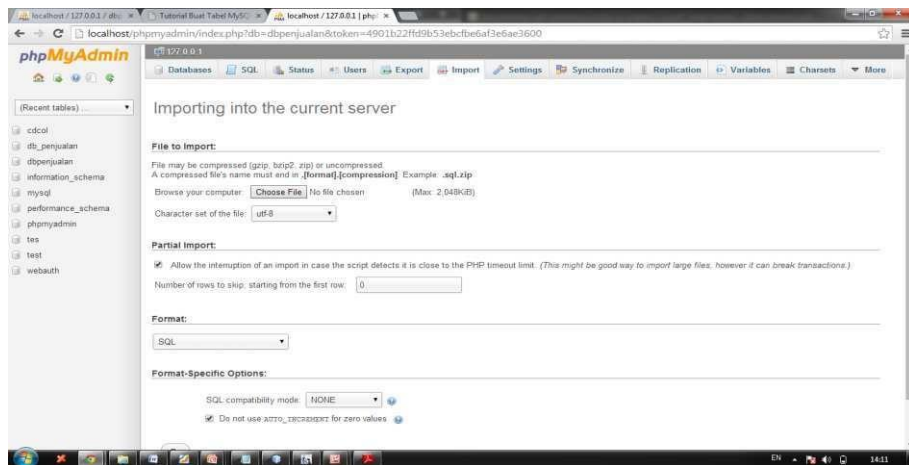 localhost / 127.0.0.1 / dbp
Tutorial Buat Tabel MySQ
localhost / 127.0.0.1 | php
localhost/phpmyadmin/index.php?db=dbpenjualan&token=4901b22ffd9b53ebcfbe6af3e6ae3600
phpMyAdmin
127.0.0.1
Databases SQL Status Users Export Import Settings Synchronize Replication Variables Charsets More
(Recent tables) ...
cdcol
db_penjualan
dbpenjualan
information_schema
mysql
performance_schema
phpmyadmin
tes
test
webauth
Importing into the current server
File to Import:
File may be compressed (gzip, bzip2, zip) or uncompressed.
A compressed file's name must end in .[format].[compression]. Example: .sql.zip
Browse your computer: Choose File No file chosen (Max: 2,048KiB)
Character set of the file: utf-8
Partial Import:
Allow the interruption of an import in case the script detects it is close to the PHP timeout limit. (This might be good way to import large files, however it can break transactions.)
Number of rows to skip, starting from the first row: 0
Format:
SQL
Format-Specific Options:
SQL compatibility mode: NONE
Do not use AUTO_INCREMENT for zero values
EN
14:11